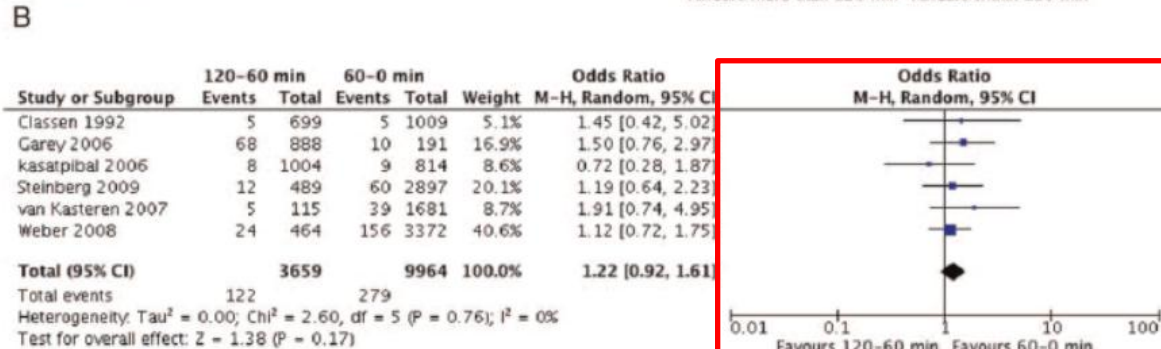 B
120-60 min 60-0 min Odds Ratio Odds Ratio
Study or Subgroup Events Total Events Total Weight M-H, Random, 95% CI M-H, Random, 95% CI
Classen 1992 5 699 5 1009 5.1% 1.45 [0.42, 5.02]
Garey 2006 68 888 10 191 16.9% 1.50 [0.76, 2.97]
kasatpibal 2006 8 1004 9 814 8.6% 0.72 [0.28, 1.87]
Steinberg 2009 12 489 60 2897 20.1% 1.19 [0.64, 2.23]
van Kasteren 2007 5 115 39 1681 8.7% 1.91 [0.74, 4.95]
Weber 2008 24 464 156 3372 40.6% 1.12 [0.72, 1.75]
Total (95% CI) 3659 9964 100.0% 1.22 [0.92, 1.61]
Total events 122 279
Heterogeneity: Tau² = 0.00; Chi² = 2.60, df = 5 (P = 0.76); I² = 0%
Test for overall effect: Z = 1.38 (P = 0.17)
0.01 0.1 1 10 100
Favours 120-60 min Favours 60-0 min